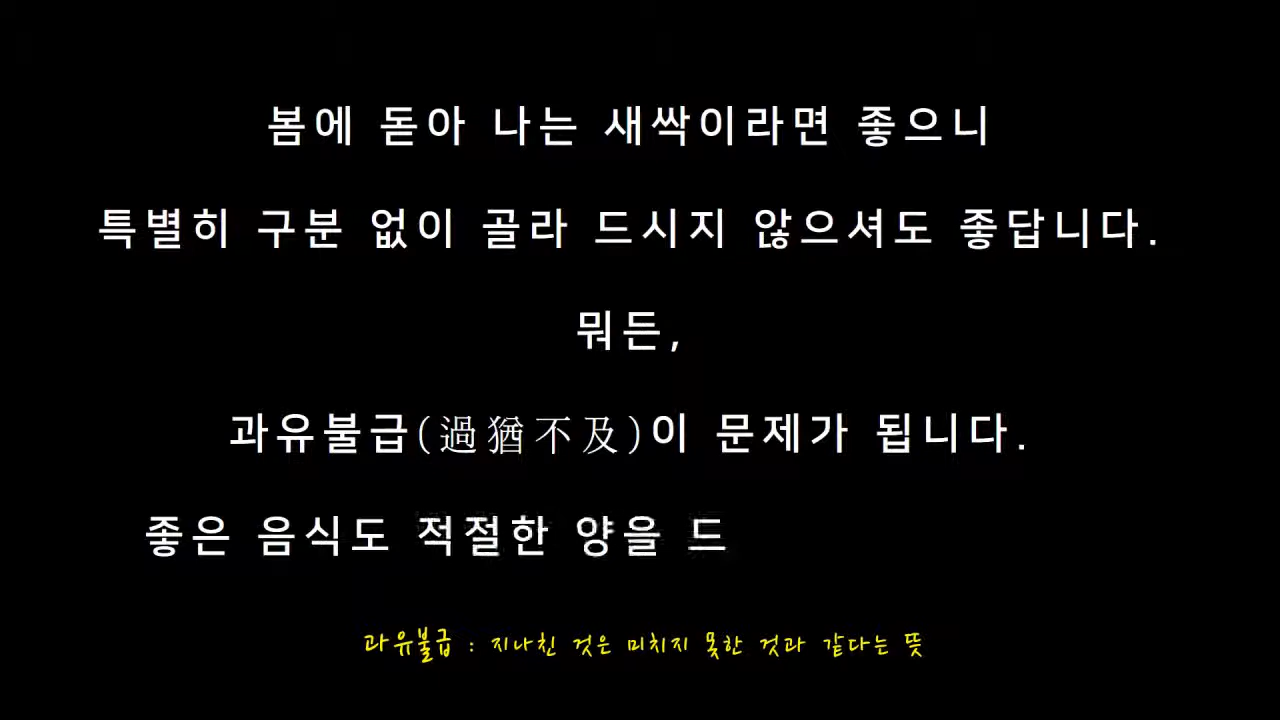 봄에 돋아 나는 새싹이라면 좋으니
특별히 구분 없이 골라 드시지 않으셔도 좋답니다.
뭐든,
과유불급(過猶不及)이 문제가 됩니다.
좋은 음식도 적절한 양을 드
과유불급 : 지나친 것은 미치지 못한 것과 같다는 뜻